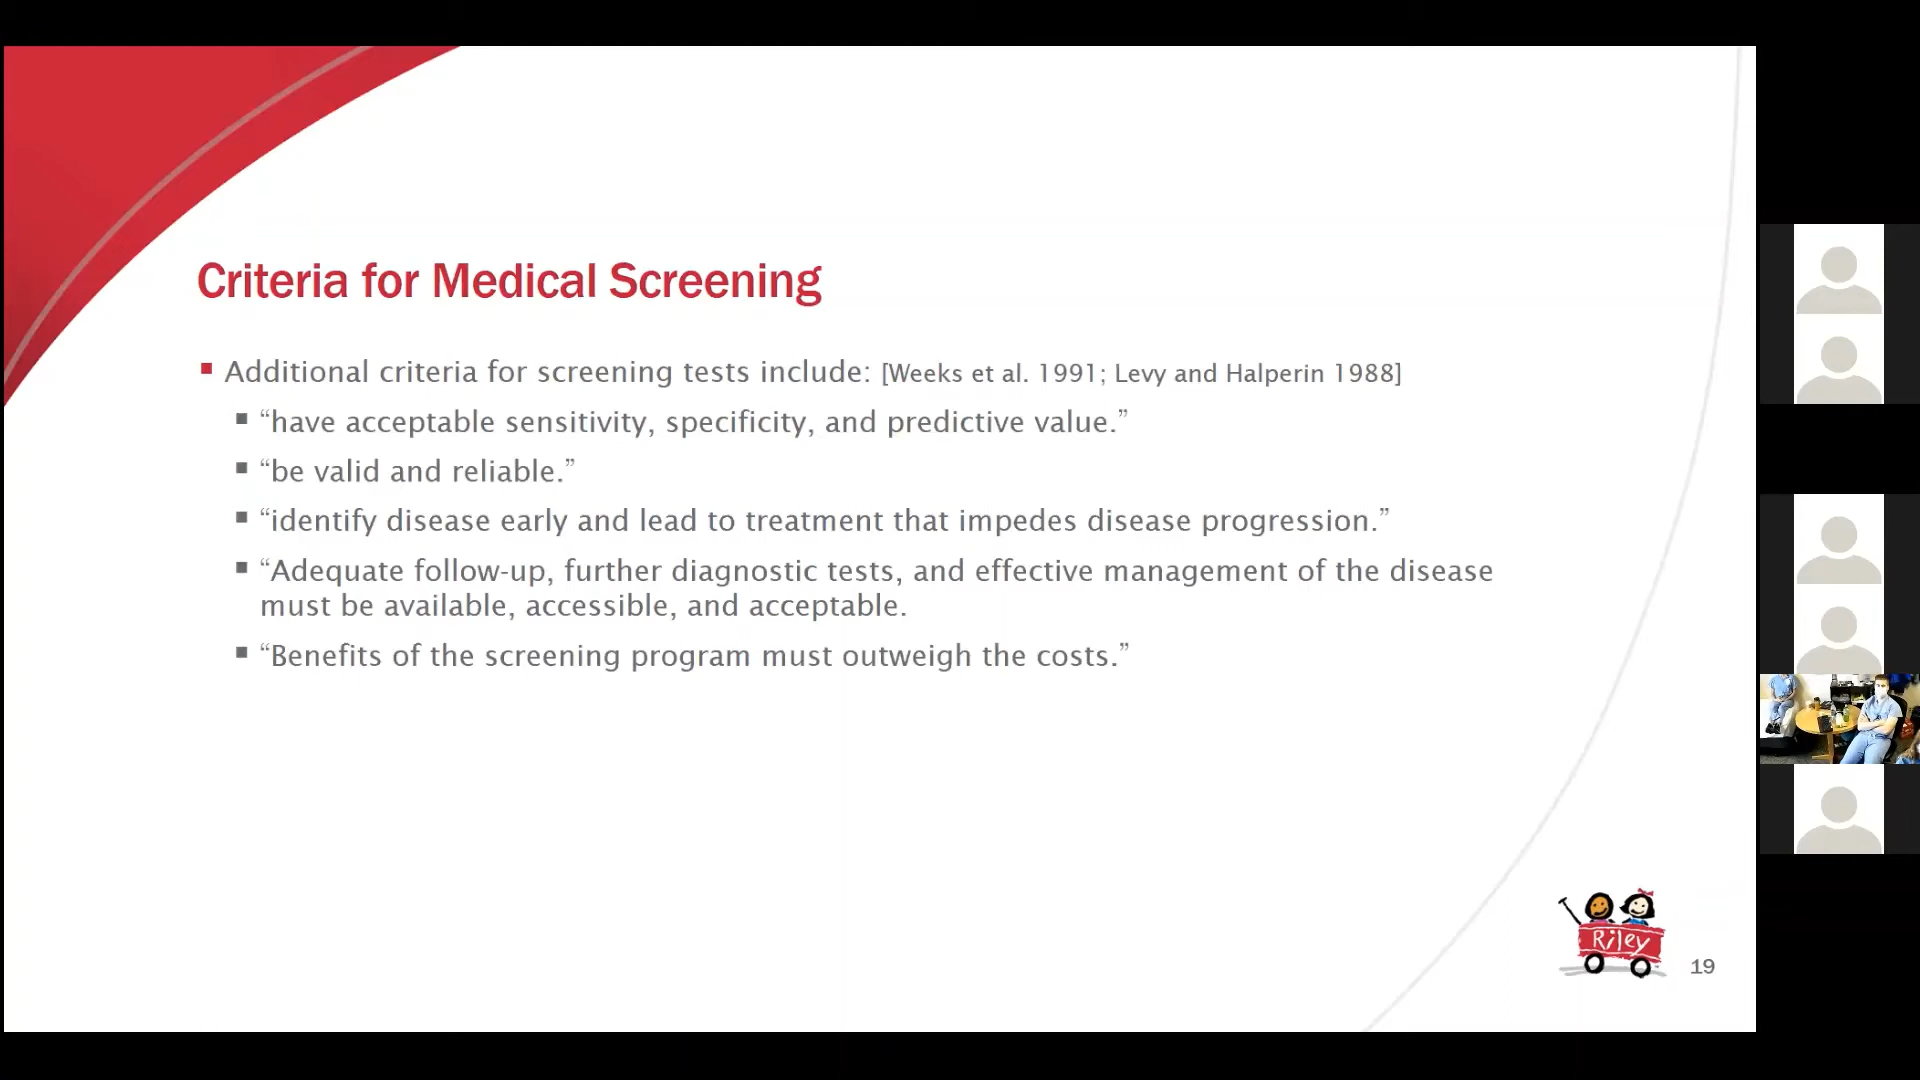 Criteria for Medical Screening
▪ Additional criteria for screening tests include: [Weeks et al. 1991; Levy and Halperin 1988]
▪ “have acceptable sensitivity, specificity, and predictive value.”
▪ “be valid and reliable.”
▪ “identify disease early and lead to treatment that impedes disease progression.”
▪ “Adequate follow-up, further diagnostic tests, and effective management of the disease
must be available, accessible, and acceptable.
▪ “Benefits of the screening program must outweigh the costs.”
Riley
19